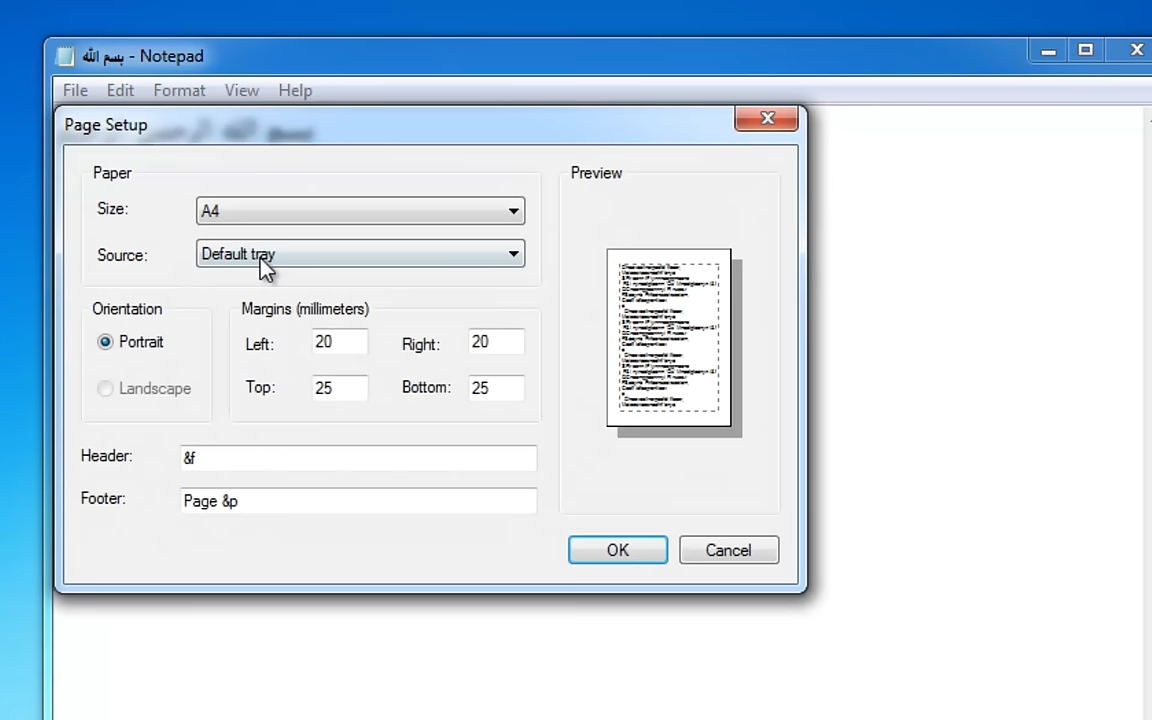 بسم الله - Notepad
File Edit Format View Help
Page Setup
Paper
Size: A4
Source: Default tray
Orientation
Portrait
Landscape
Margins (millimeters)
Left: 20 Right: 20
Top: 25 Bottom: 25
Header: &f
Footer: Page &p
Preview
OK Cancel